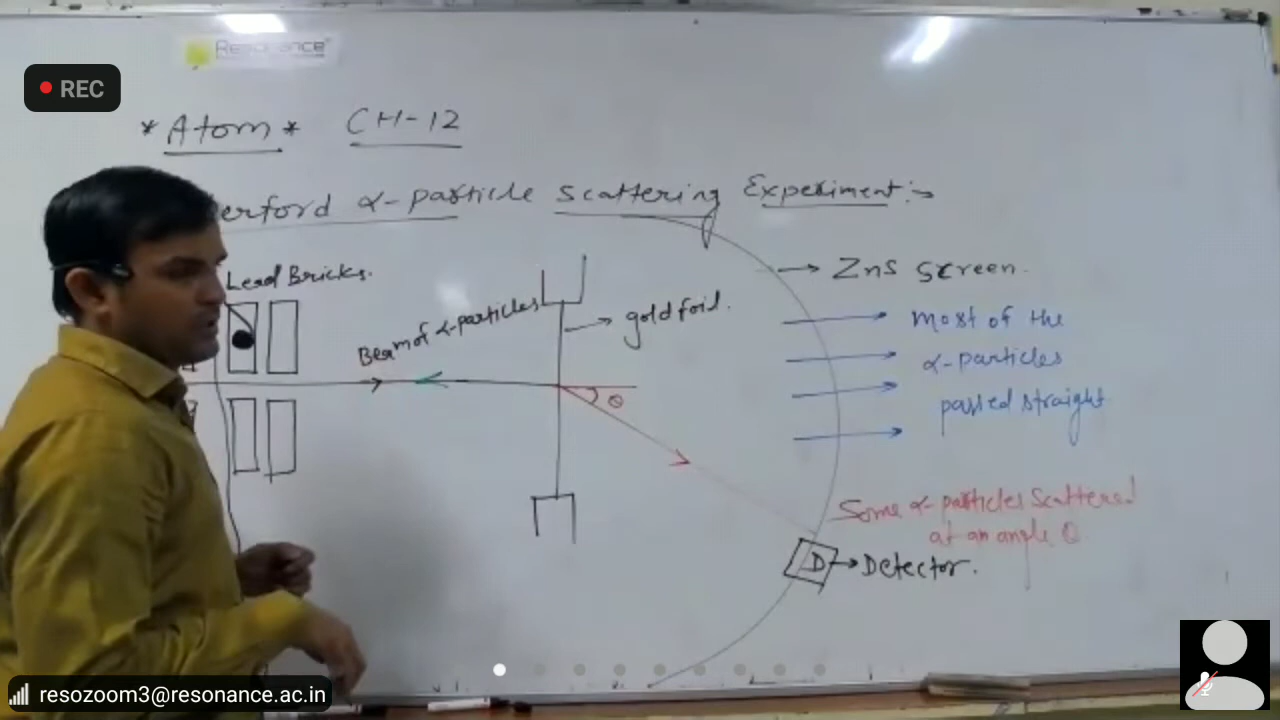 Resonance
REC
* Atom * CH-12
erford α-particle scattering Experiment:→
Lead Bricks.
Beam of α-particles
gold foil.
ZnS Screen.
most of the
α-particles
passed straight
θ
Some α-particles Scattered
at an angle θ
D → Detector.
resozoom3@resonance.ac.in